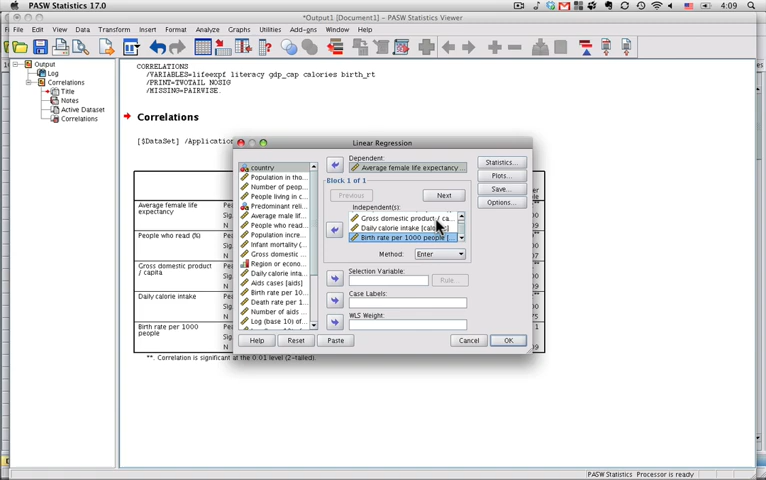 PASW Statistics 17.0
4:09
*Output1 [Document1] - PASW Statistics Viewer
File Edit View Data Transform Insert Format Analyze Graphs Utilities Add-ons Window Help
Output
Log
Correlations
Title
Notes
Active Dataset
Correlations
CORRELATIONS
/VARIABLES=lifeexpf literacy gdp_cap calories birth_rt
/PRINT=TWOTAIL NOSIG
/MISSING=PAIRWISE.
Correlations
[$DataSet] /Application
Average female life
expectancy
People who read (%)
Gross domestic product
/ capita
Daily calorie intake
Birth rate per 1000
people
**. Correlation is significant at the 0.01 level (2-tailed).
Linear Regression
country
Population in tho...
Number of peop...
People living in c...
Predominant reli...
Average male lif...
People who read...
Population incre...
Infant mortality (...
Gross domestic ...
Region or econo...
Daily calorie inta...
Aids cases [aids]
Birth rate per 10...
Death rate per 1...
Number of aids ...
Log (base 10) of...
Dependent:
Average female life expectancy ...
Block 1 of 1
Previous
Next
Independent(s):
Gross domestic product / ca...
Daily calorie intake
Birth rate per 1000 people [...
Method: Enter
Selection Variable:
Rule...
Case Labels:
WLS Weight:
Statistics...
Plots...
Save...
Options...
Help
Reset
Paste
Cancel
OK
PASW Statistics Processor is ready